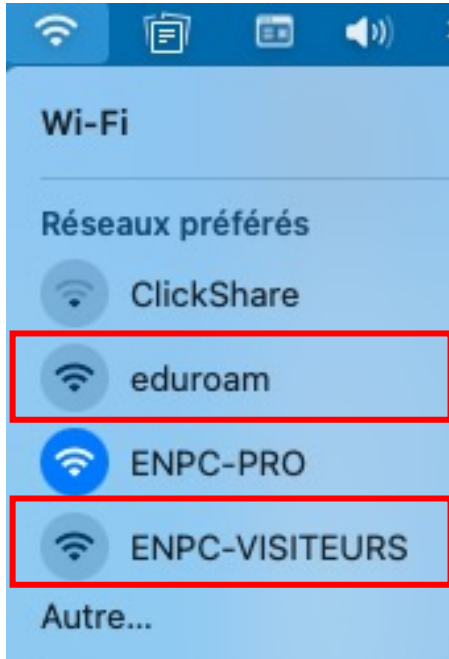 Wi-Fi
Réseaux préférés
ClickShare
eduroam
ENPC-PRO
ENPC-VISITEURS
Autre...